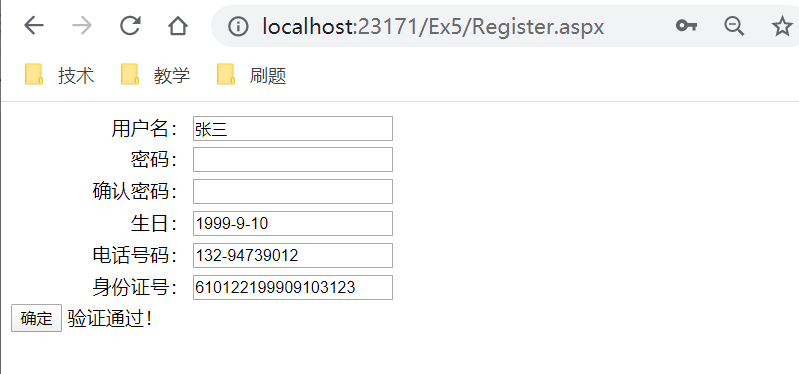 localhost:23171/Ex5/Register.aspx
技术 教学 刷题
用户名： 张三
密码：
确认密码：
生日： 1999-9-10
电话号码： 132-94739012
身份证号： 610122199909103123
确定 验证通过！